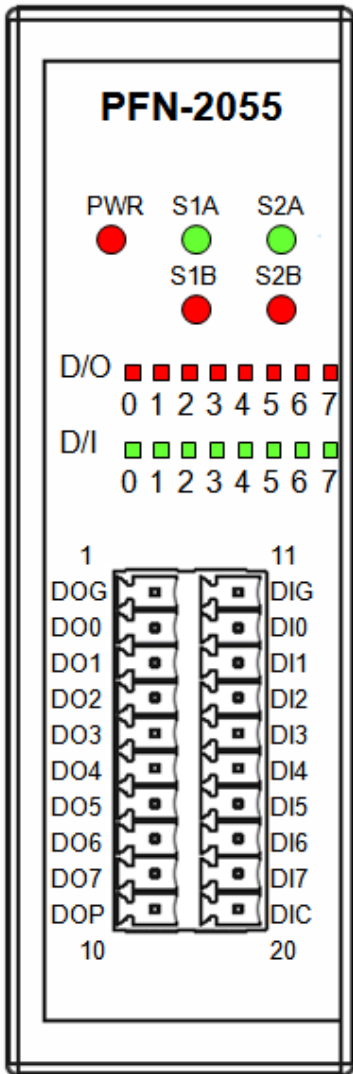 PFN-2055
PWR S1A S2A
S1B S2B
D/O
0 1 2 3 4 5 6 7
D/I
0 1 2 3 4 5 6 7
1 11
DOG DIG
DO0 DI0
DO1 DI1
DO2 DI2
DO3 DI3
DO4 DI4
DO5 DI5
DO6 DI6
DO7 DI7
DOP DIC
10 20